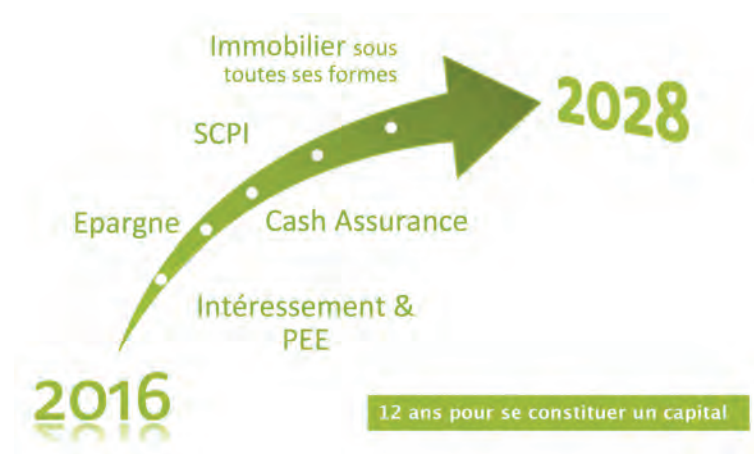 Immobilier sous
toutes ses formes
2028
SCPI
Epargne
Cash Assurance
Intéressement &
PEE
2016
12 ans pour se constituer un capital